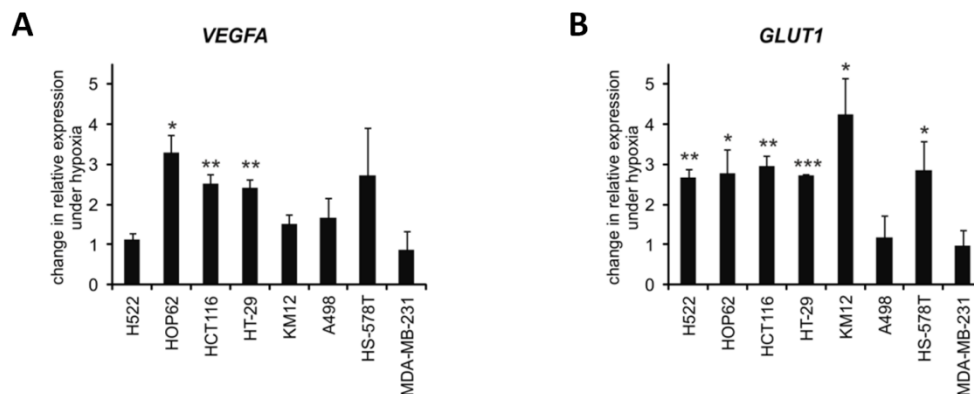 A
VEGFA
change in relative expression
under hypoxia
5
4
3
2
1
0
*
**
**
H522
HOP62
HCT116
HT-29
KM12
A498
HS-578T
MDA-MB-231
B
GLUT1
change in relative expression
under hypoxia
5
4
3
2
1
0
**
*
**
***
*
*
H522
HOP62
HCT116
HT-29
KM12
A498
HS-578T
MDA-MB-231